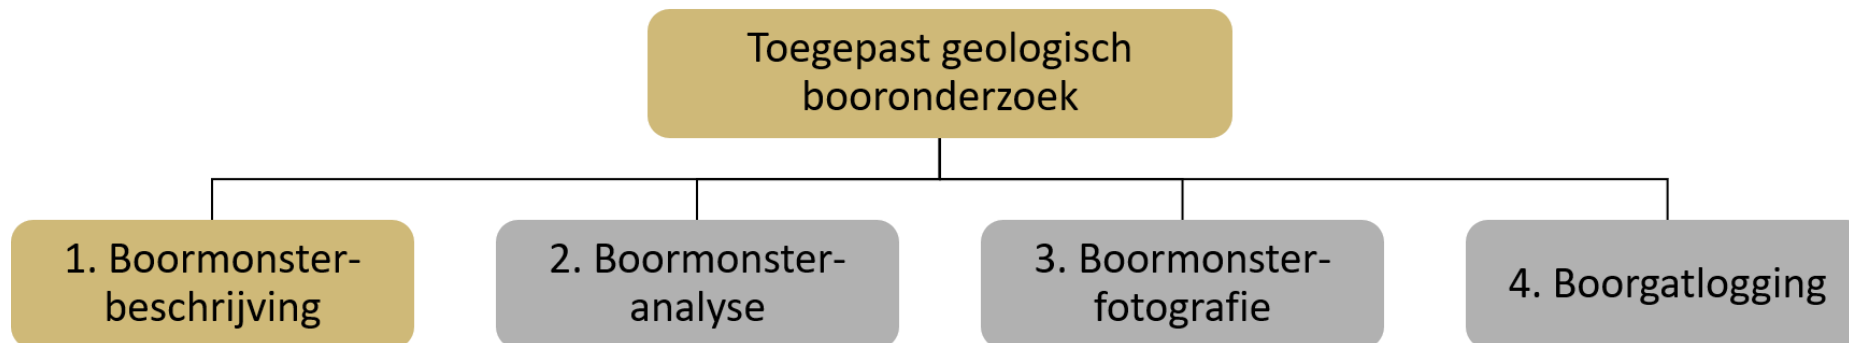 Toegepast geologisch
booronderzoek
1. Boormonster-
beschrijving
2. Boormonster-
analyse
3. Boormonster-
fotografie
4. Boorgatlogging